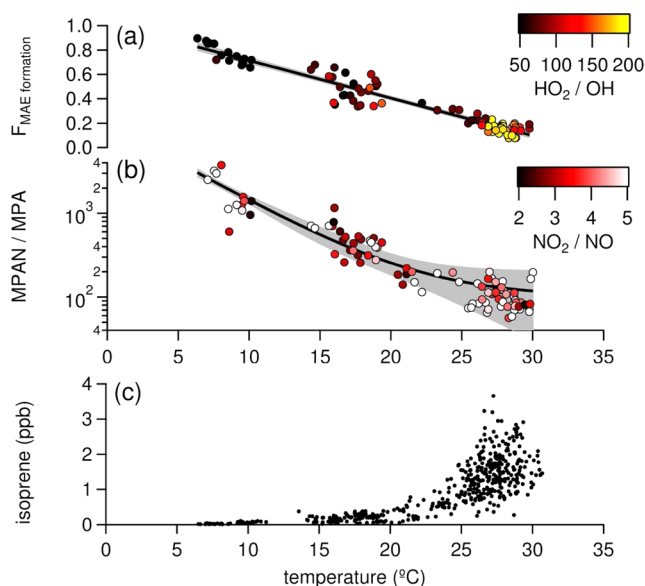 (a)
F MAE formation
1.0
0.8
0.6
0.4
0.2
0.0
50 100 150 200
HO₂ / OH
(b)
MPAN / MPA
4
2
10³
4
2
10²
4
2 3 4 5
NO₂ / NO
0 5 10 15 20 25 30 35
(c)
isoprene (ppb)
4
3
2
1
0
0 5 10 15 20 25 30 35
temperature (ºC)